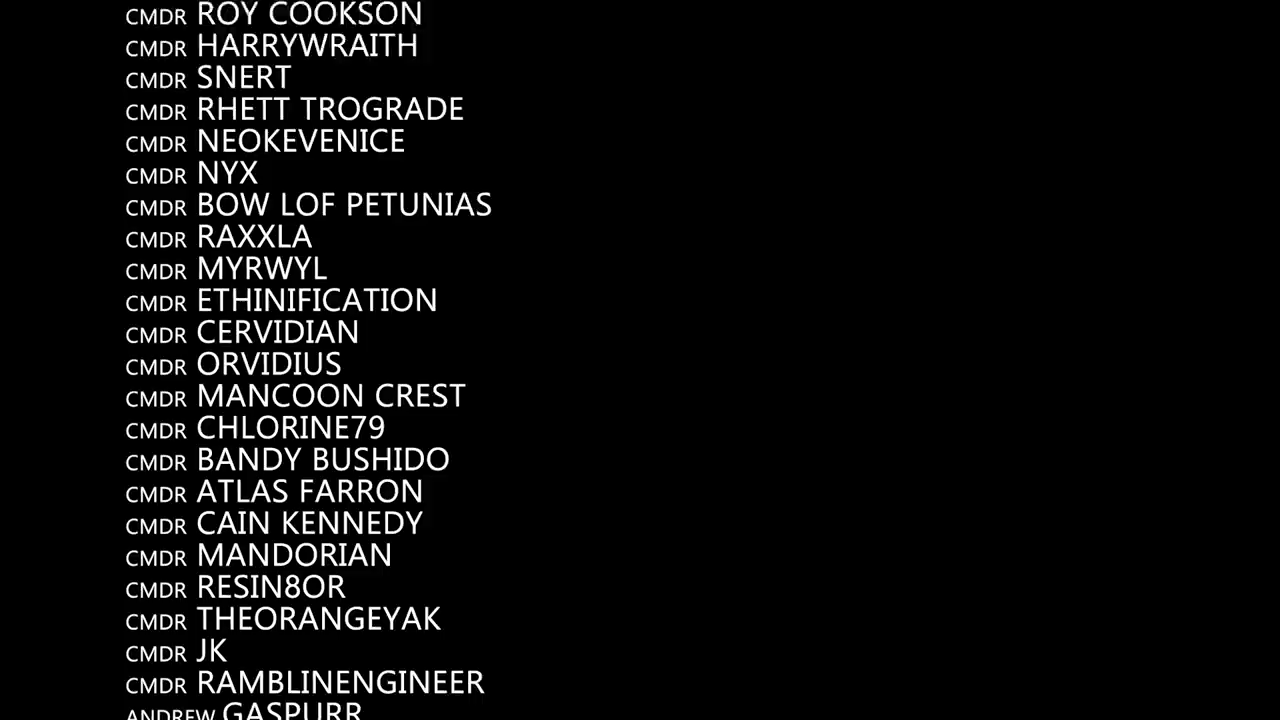 CMDR ROY COOKSON
CMDR HARRYWRAITH
CMDR SNERT
CMDR RHETT TROGRADE
CMDR NEOKEVENICE
CMDR NYX
CMDR BOW LOF PETUNIAS
CMDR RAXXLA
CMDR MYRWYL
CMDR ETHINIFICATION
CMDR CERVIDIAN
CMDR ORVIDIUS
CMDR MANCOON CREST
CMDR CHLORINE79
CMDR BANDY BUSHIDO
CMDR ATLAS FARRON
CMDR CAIN KENNEDY
CMDR MANDORIAN
CMDR RESIN8OR
CMDR THEORANGEYAK
CMDR JK
CMDR RAMBLINENGINEER
ANDREW GASPURR